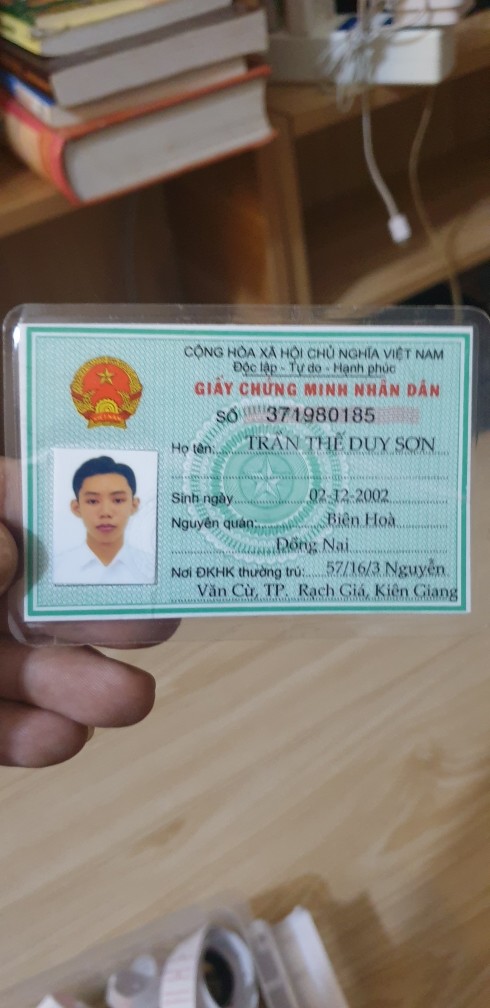 CỘNG HÒA XÃ HỘI CHỦ NGHĨA VIỆT NAM
Độc lập - Tự do - Hạnh phúc
GIẤY CHỨNG MINH NHÂN DÂN
SỐ 371980185
Họ tên: TRẦN THẾ DUY SƠN
Sinh ngày 02-12-2002
Nguyên quán: Biên Hoà
Đồng Nai
Nơi ĐKHK thường trú: 57/16/3 Nguyễn
Văn Cừ, TP. Rạch Giá, Kiên Giang
VIỆT NAM